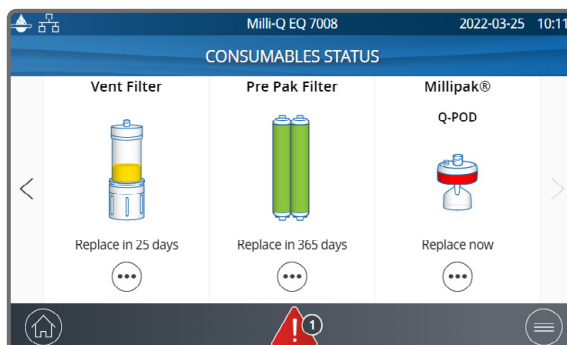 Milli-Q EQ 7008 2022-03-25 10:11
CONSUMABLES STATUS
Vent Filter Pre Pak Filter Millipak®
Q-POD
Replace in 25 days Replace in 365 days Replace now
1